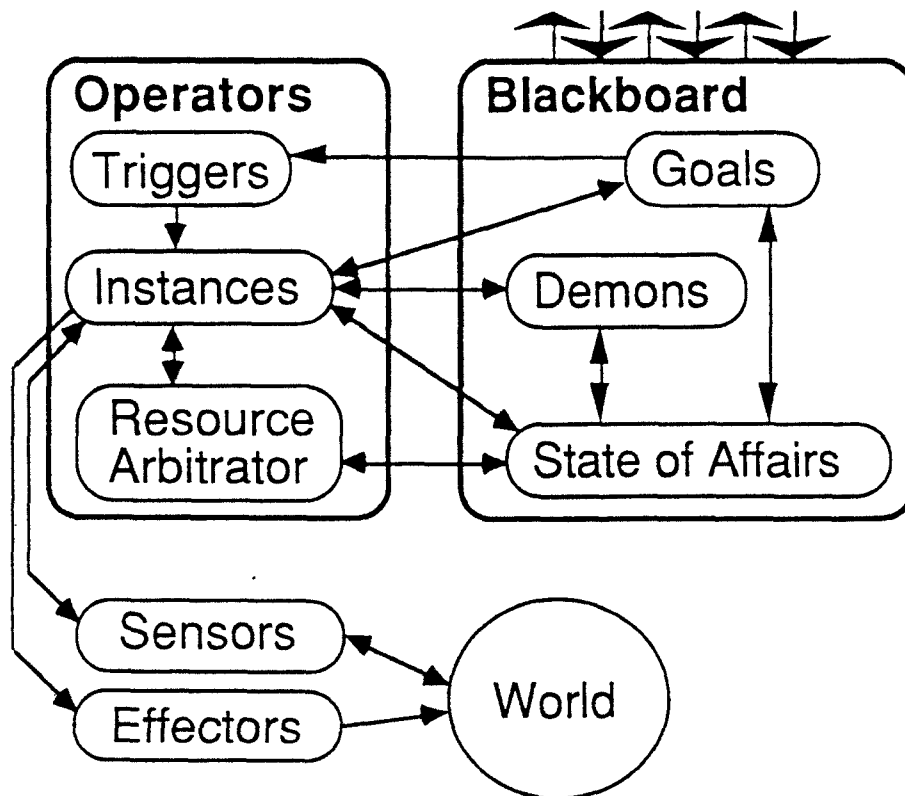 Operators
Triggers
Instances
Resource
Arbitrator
Blackboard
Goals
Demons
State of Affairs
Sensors
Effectors
World